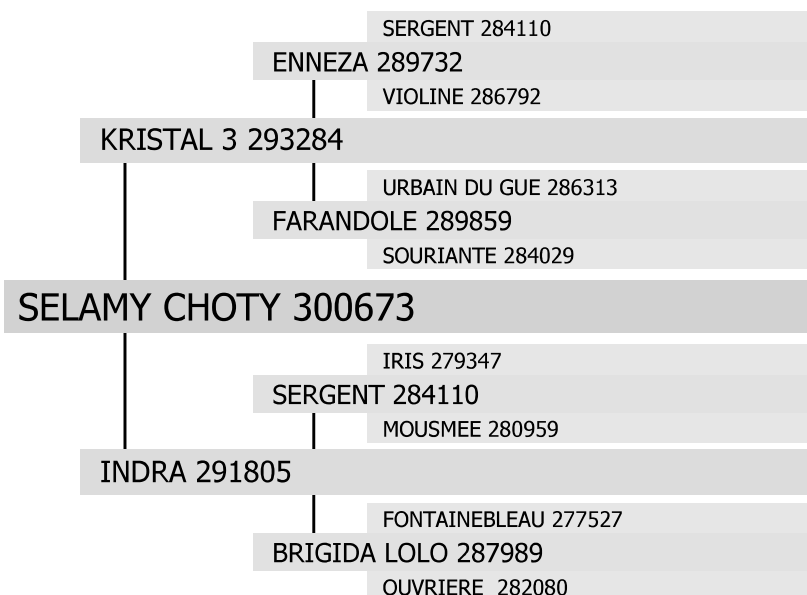 SERGENT 284110
ENNEZA 289732
VIOLINE 286792
KRISTAL 3 293284
URBAIN DU GUE 286313
FARANDOLE 289859
SOURIANTE 284029
SELAMY CHOTY 300673
IRIS 279347
SERGENT 284110
MOUSMEE 280959
INDRA 291805
FONTAINEBLEAU 277527
BRIGIDA LOLO 287989
OUVRIERE 282080